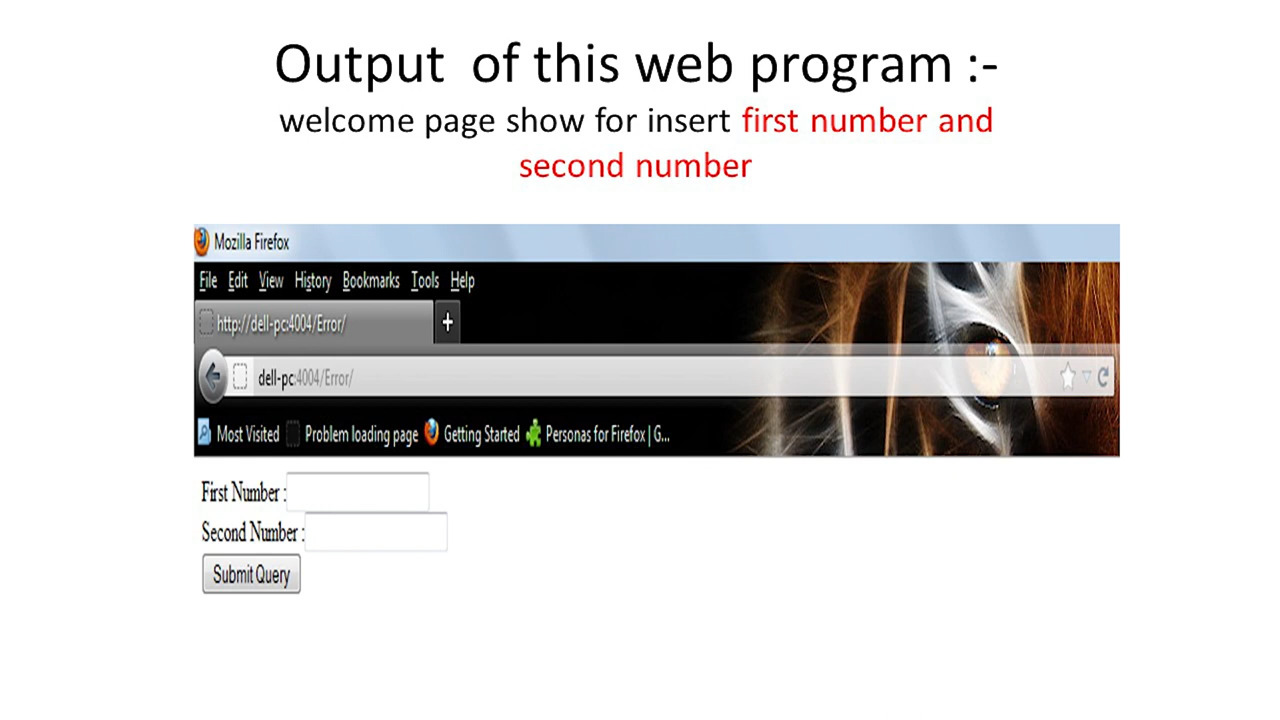 Output of this web program :-
welcome page show for insert first number and
second number
Mozilla Firefox
File Edit View History Bookmarks Tools Help
http://dell-pc:4004/Error/ +
dell-pc:4004/Error/
Most Visited Problem loading page Getting Started Personas for Firefox | G...
First Number :
Second Number :
Submit Query